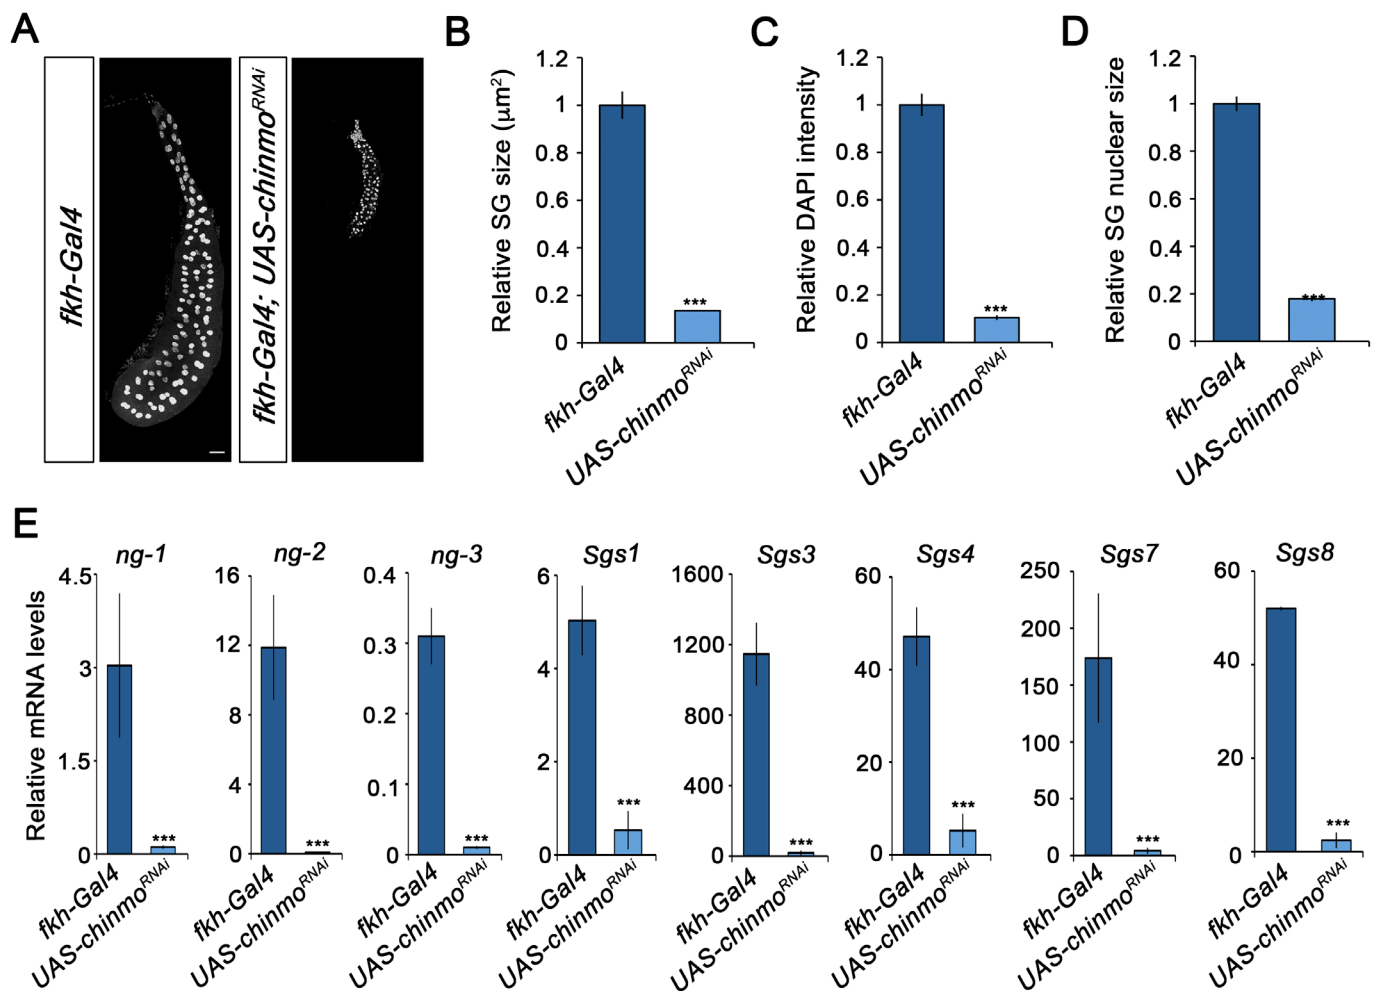 A
fkh-Gal4
fkh-Gal4; UAS-chinmo^RNAi
B
Relative SG size (µm²)
1.2
1
0.8
0.6
0.4
0.2
0
***
fkh-Gal4
UAS-chinmo^RNAi
C
Relative DAPI intensity
1.2
1
0.8
0.6
0.4
0.2
0
***
fkh-Gal4
UAS-chinmo^RNAi
D
Relative SG nuclear size
1.2
1
0.8
0.6
0.4
0.2
0
***
fkh-Gal4
UAS-chinmo^RNAi
E
Relative mRNA levels
ng-1
4.5
3
1.5
0
***
fkh-Gal4
UAS-chinmo^RNAi
ng-2
16
12
8
4
0
***
fkh-Gal4
UAS-chinmo^RNAi
ng-3
0.4
0.3
0.2
0.1
0
***
fkh-Gal4
UAS-chinmo^RNAi
Sgs1
6
4
2
0
***
fkh-Gal4
UAS-chinmo^RNAi
Sgs3
1600
1200
800
400
0
***
fkh-Gal4
UAS-chinmo^RNAi
Sgs4
60
40
20
0
***
fkh-Gal4
UAS-chinmo^RNAi
Sgs7
250
200
150
100
50
0
***
fkh-Gal4
UAS-chinmo^RNAi
Sgs8
60
40
20
0
***
fkh-Gal4
UAS-chinmo^RNAi